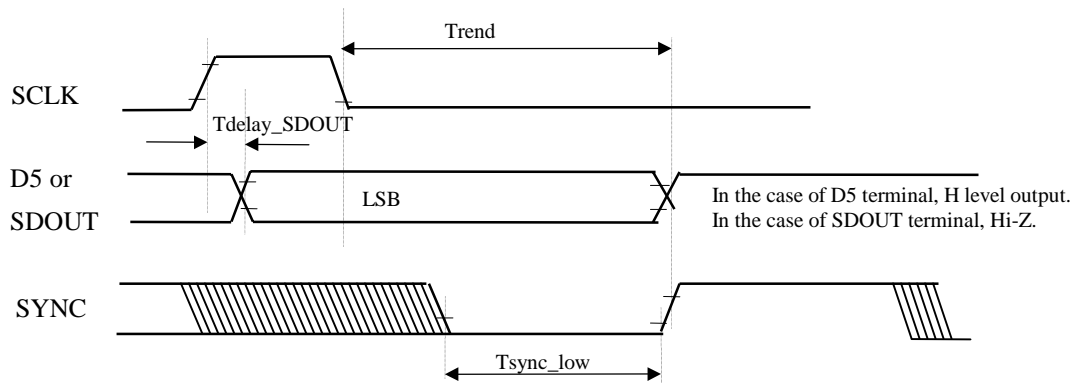 Trend
SCLK
Tdelay_SDOUT
D5 or
SDOUT
LSB
In the case of D5 terminal, H level output.
In the case of SDOUT terminal, Hi-Z.
SYNC
Tsync_low